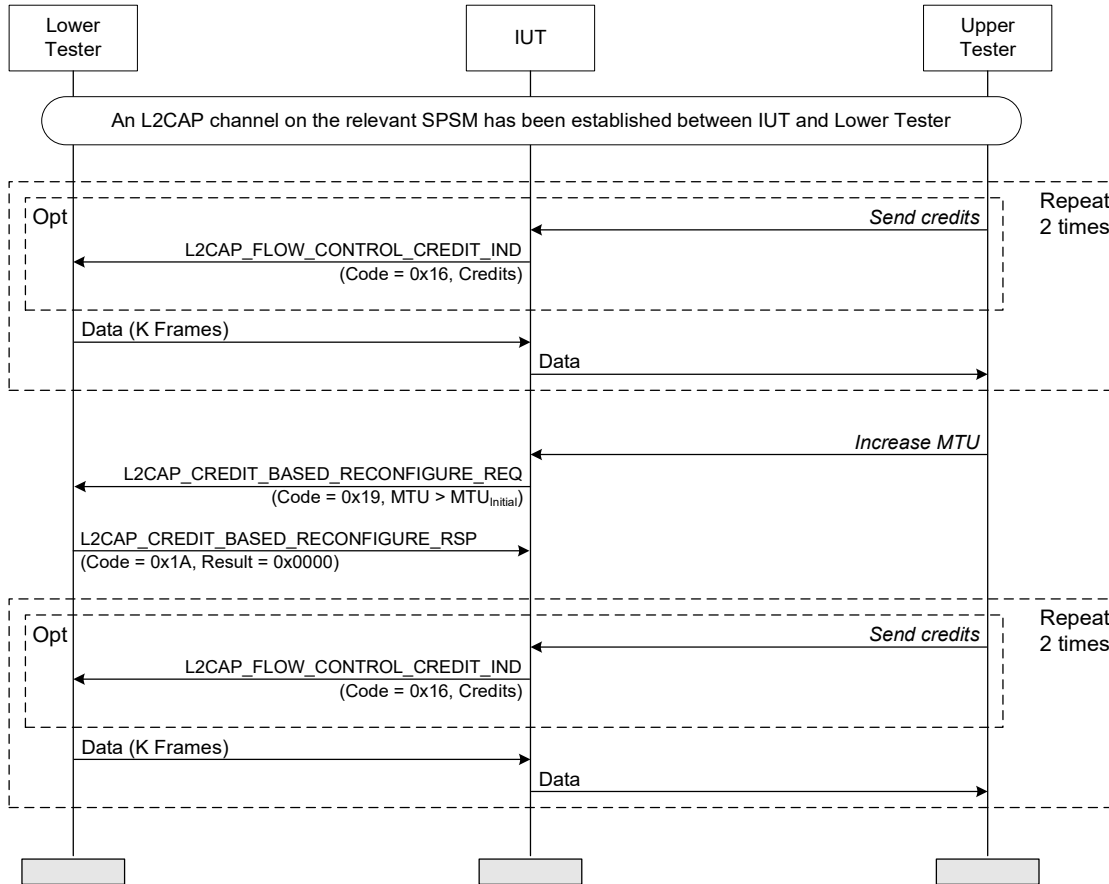 Lower
Tester
IUT
Upper
Tester
An L2CAP channel on the relevant SPSM has been established between IUT and Lower Tester
Repeat
2 times
Opt
Send credits
L2CAP_FLOW_CONTROL_CREDIT_IND
(Code = 0x16, Credits)
Data (K Frames)
Data
Increase MTU
L2CAP_CREDIT_BASED_RECONFIGURE_REQ
(Code = 0x19, MTU > MTUInitial)
L2CAP_CREDIT_BASED_RECONFIGURE_RSP
(Code = 0x1A, Result = 0x0000)
Repeat
2 times
Opt
Send credits
L2CAP_FLOW_CONTROL_CREDIT_IND
(Code = 0x16, Credits)
Data (K Frames)
Data